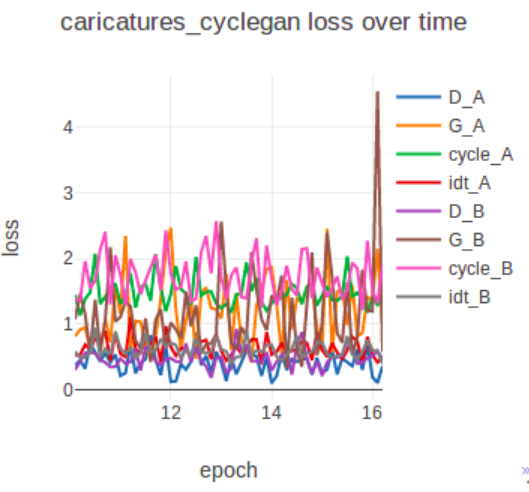 caricatures_cyclegan loss over time
D_A
G_A
cycle_A
idt_A
D_B
G_B
cycle_B
idt_B
loss
4
3
2
1
0
12
14
16
epoch
»